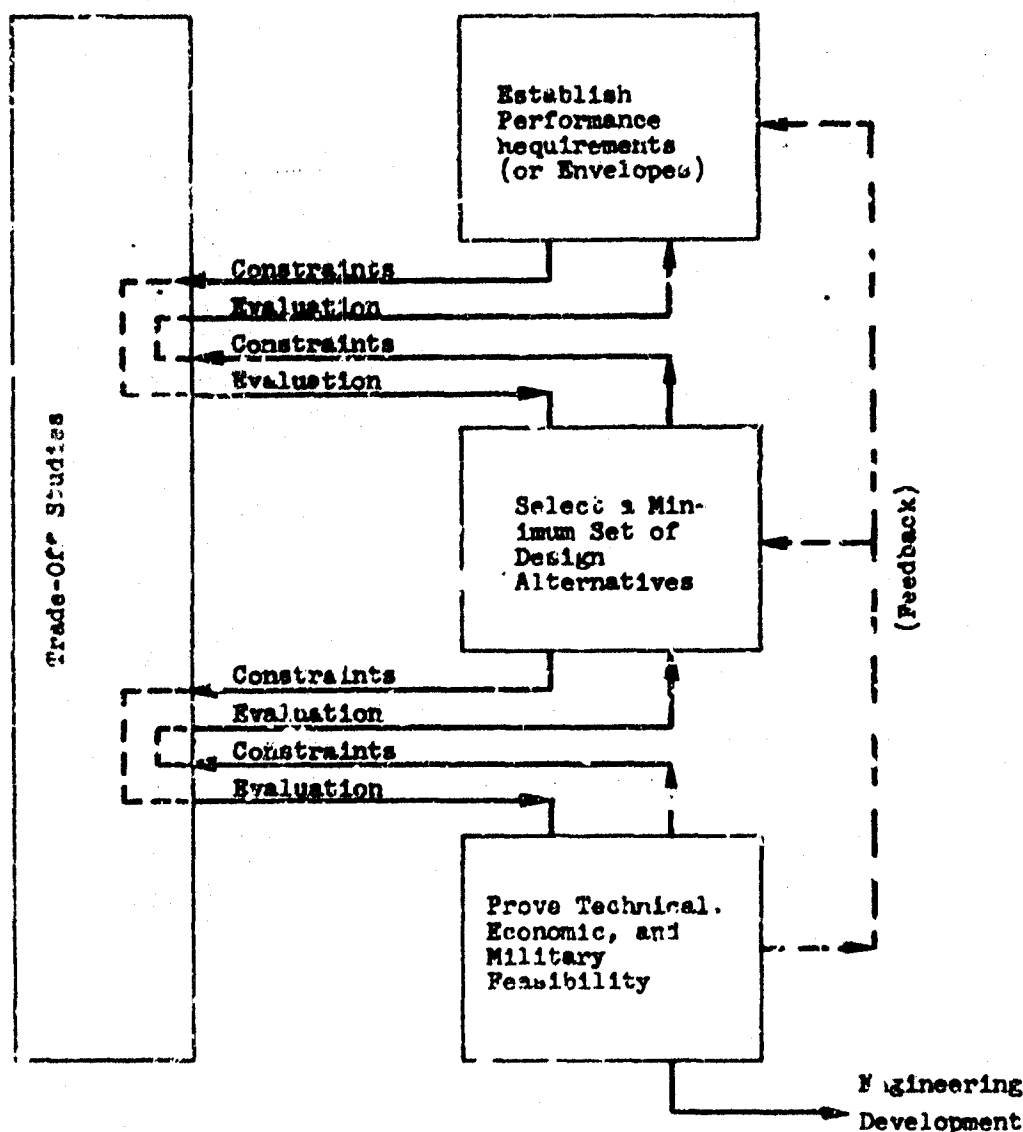 Establish
Performance
Requirements
(or Envelopes)
Constraints
Evaluation
Constraints
Evaluation
Trade-Off Studies
Select a Min-
imum Set of
Design
Alternatives
(Feedback)
Constraints
Evaluation
Constraints
Evaluation
Prove Technical,
Economic, and
Military
Feasibility
Engineering
Development